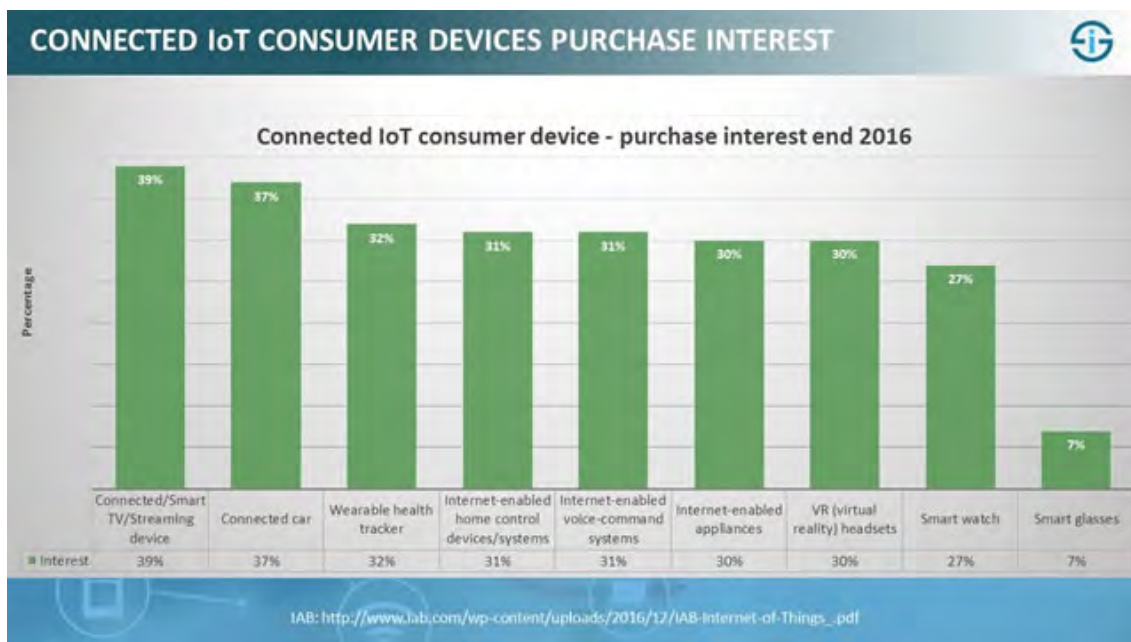 CONNECTED IoT CONSUMER DEVICES PURCHASE INTEREST
SiG
Connected IoT consumer device - purchase interest end 2016
Percentage
39%
37%
32%
31%
31%
30%
30%
27%
7%
Connected/Smart
TV/Streaming
device
Connected car
Wearable health
tracker
Internet-enabled
home control
devices/systems
Internet-enabled
voice-command
systems
Internet-enabled
appliances
VR (virtual
reality) headsets
Smart watch
Smart glasses
Interest 39% 37% 32% 31% 31% 30% 30% 27% 7%
IAB: http://www.iab.com/wp-content/uploads/2016/12/IAB-Internet-of-Things_.pdf